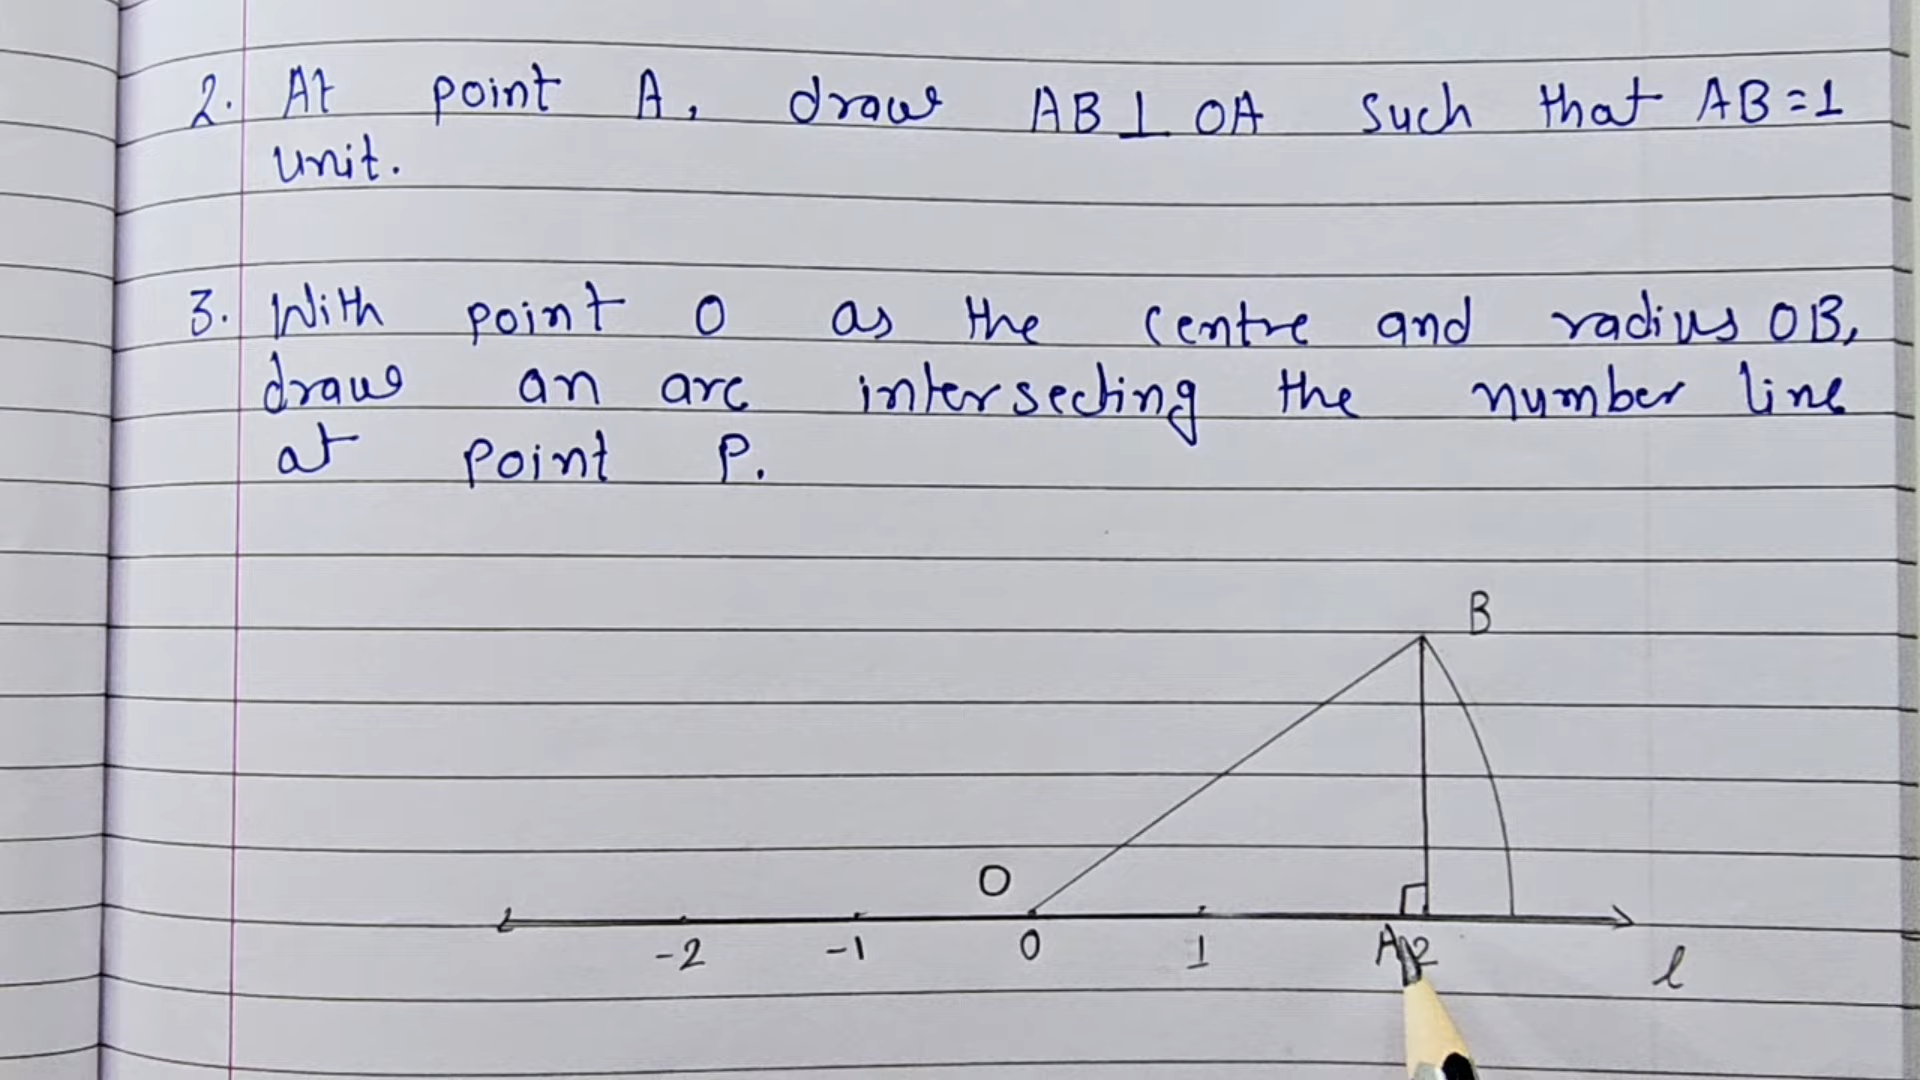 2. At point A, draw AB ⊥ OA such that AB = 1
unit.
3. With point O as the centre and radius OB,
draw an arc intersecting the number line
at point P.
B
O
-2 -1 0 1 A 2 l